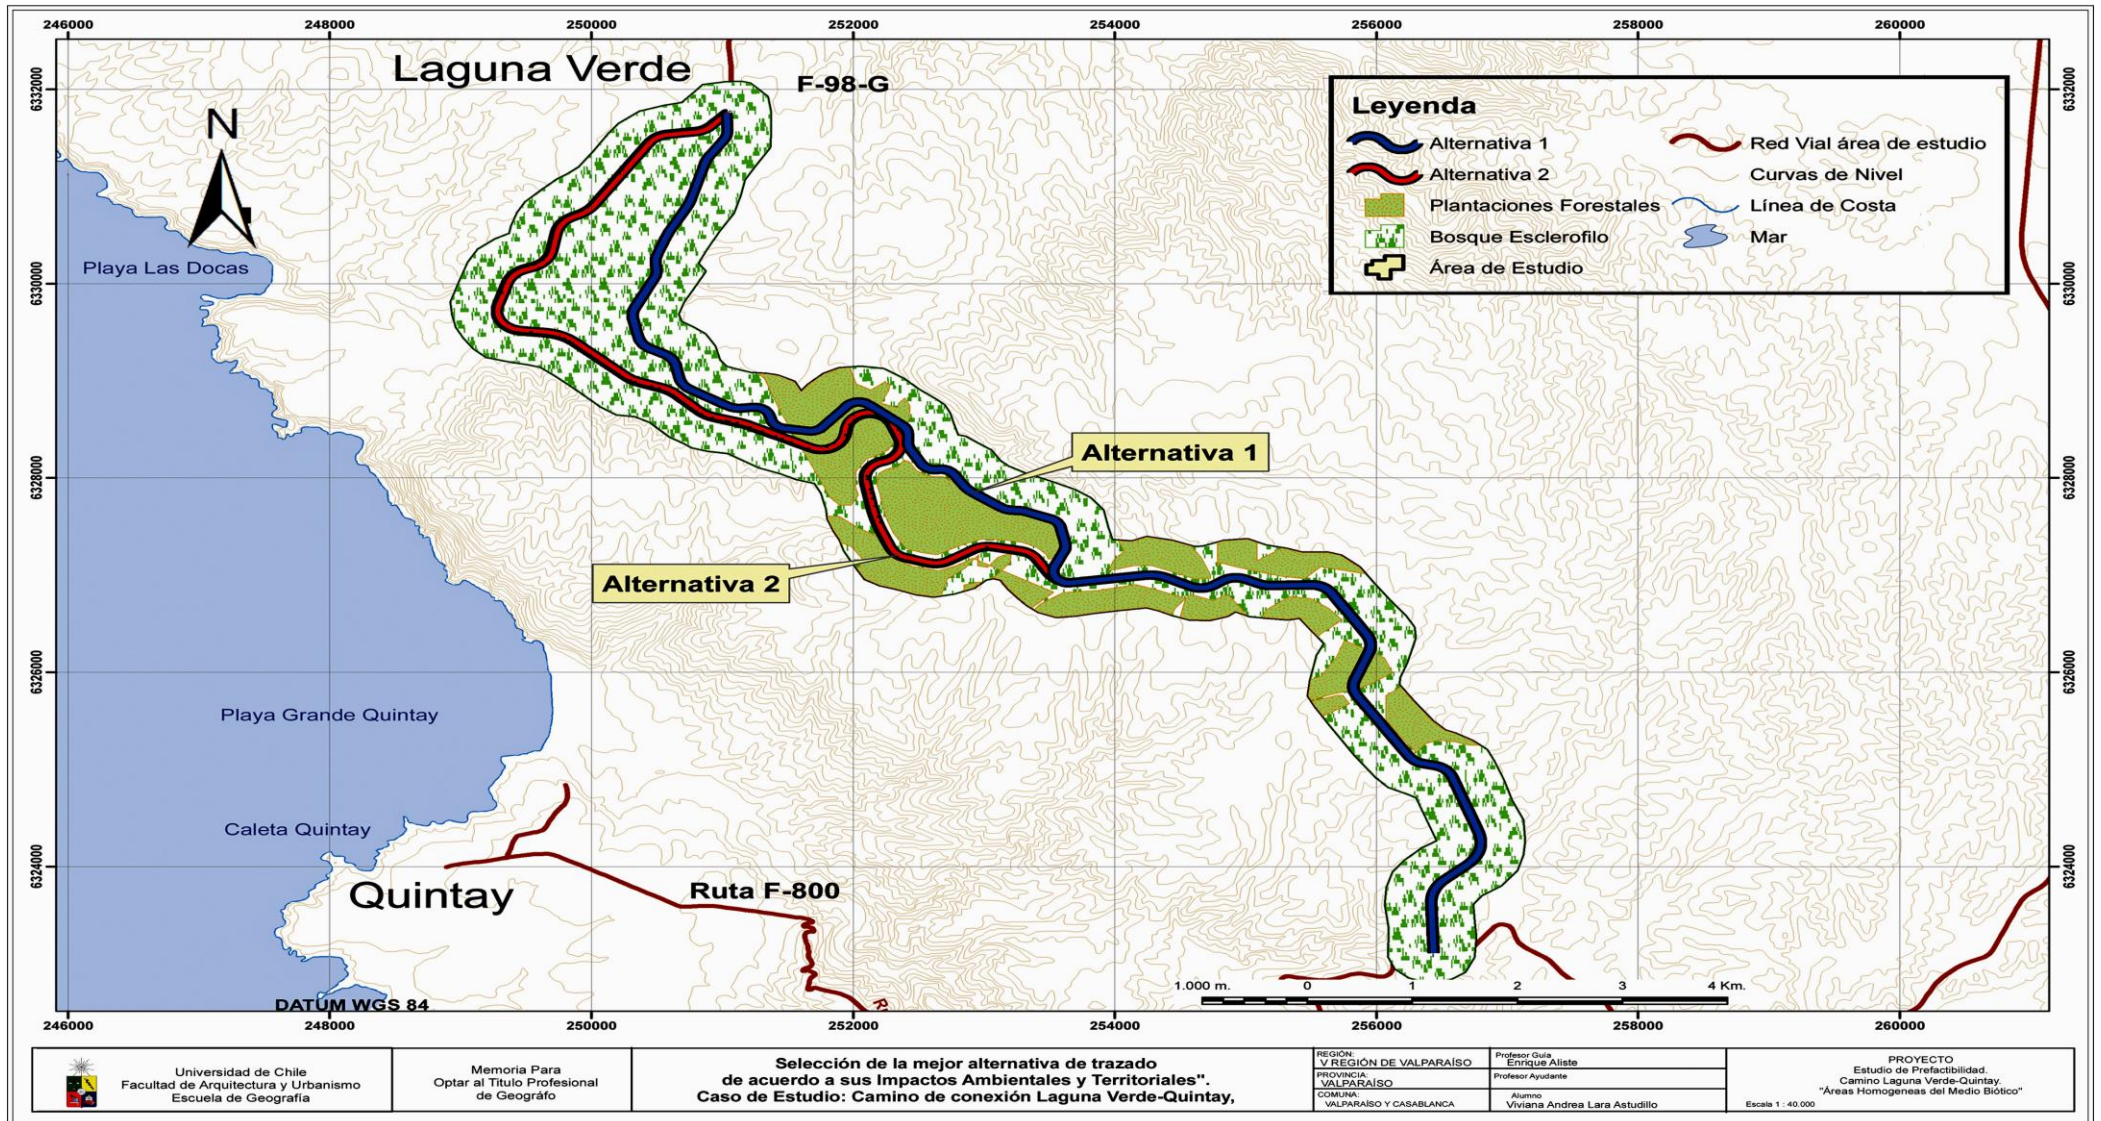 246000 248000 250000 252000 254000 256000 258000 260000
Laguna Verde
F-98-G
N
6332000
6330000
6328000
6326000
6324000
6332000
6330000
6328000
6326000
6324000
Leyenda
Alternativa 1
Alternativa 2
Plantaciones Forestales
Bosque Esclerofilo
Área de Estudio
Red Vial área de estudio
Curvas de Nivel
Línea de Costa
Mar
Playa Las Docas
Alternativa 1
Alternativa 2
Playa Grande Quintay
Caleta Quintay
Quintay
Ruta F-800
DATUM WGS 84
1.000 m. 0 1 2 3 4 Km.
246000 248000 250000 252000 254000 256000 258000 260000
Universidad de Chile
Facultad de Arquitectura y Urbanismo
Escuela de Geografía
Memoria Para
Optar al Titulo Profesional
de Geográfo
Selección de la mejor alternativa de trazado
de acuerdo a sus Impactos Ambientales y Territoriales".
Caso de Estudio: Camino de conexión Laguna Verde-Quintay,
REGIÓN:
V REGIÓN DE VALPARAÍSO
PROVINCIA:
VALPARAÍSO
COMUNA:
VALPARAÍSO Y CASABLANCA
Profesor Guía
Enrique Aliste
Profesor Ayudante
Alumno
Viviana Andrea Lara Astudillo
PROYECTO
Estudio de Prefactibilidad.
Camino Laguna Verde-Quintay.
"Áreas Homogeneas del Medio Biótico"
Escala 1 : 40.000